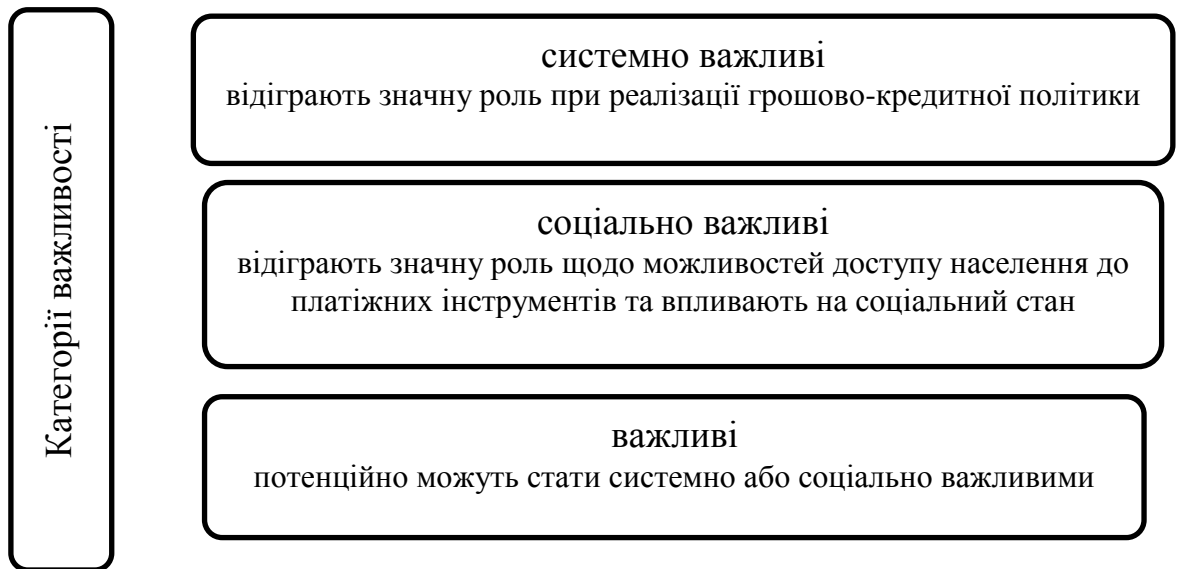 Категорії важливості
системно важливі
відіграють значну роль при реалізації грошово-кредитної політики
соціально важливі
відіграють значну роль щодо можливостей доступу населення до
платіжних інструментів та впливають на соціальний стан
важливі
потенційно можуть стати системно або соціально важливими